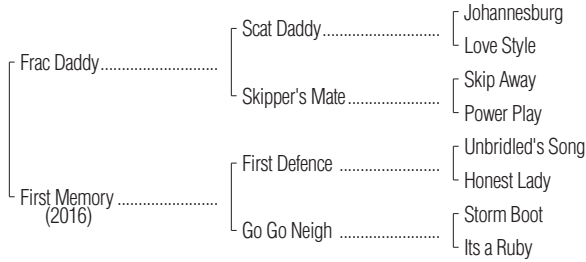 Johannesburg
Scat Daddy
Love Style
Frac Daddy
Skip Away
Skipper's Mate
Power Play
Unbridled's Song
First Defence
Honest Lady
First Memory
(2016)
Storm Boot
Go Go Neigh
Its a Ruby